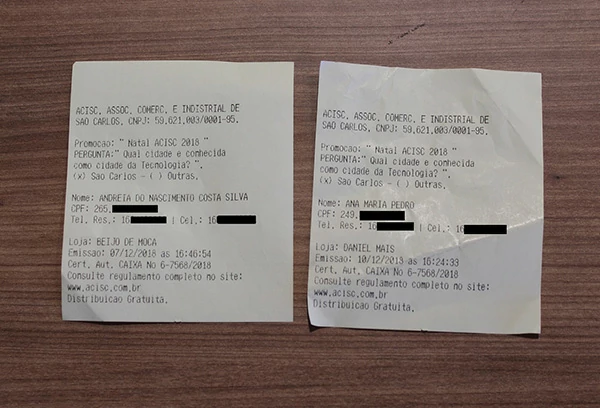 ACISC, ASSOC, COMERC, E INDISTRIAL DE
SAO CARLOS, CNPJ: 59,621,003/0001-95.
Promocao: " Natal ACISC 2018 "
PERGUNTA:" Qual cidade e conhecida
como cidade da Tecnologia? ".
(x) Sao Carlos - ( ) Outras.
Nome: ANDREIA DO NASCIMENTO COSTA SILVA
CPF: 265.
Tel. Res.: 16 | Cel.: 16
Loja: BEIJO DE MOCA
Emissao: 07/12/2018 as 16:46:54
Cert. Aut. CAIXA No 6-7568/2018
Consulte regulamento completo no site:
www.acisc.com.br
Distribuicao Gratuita.
ACISC, ASSOC, COMERC, E INDISTRIAL DE
SAO CARLOS, CNPJ: 59,621,003/0001-95.
Promocao: " Natal ACISC 2018 "
PERGUNTA:" Qual cidade e conhecida
como cidade da Tecnologia? ".
(x) Sao Carlos - ( ) Outras.
Nome: ANA MARIA PEDRO
CPF: 249.
Tel. Res.: 16 | Cel.: 16
Loja: DANIEL MAIS
Emissao: 10/12/2018 as 16:24:33
Cert. Aut. CAIXA No 6-7568/2018
Consulte regulamento completo no site:
www.acisc.com.br
Distribuicao Gratuita.